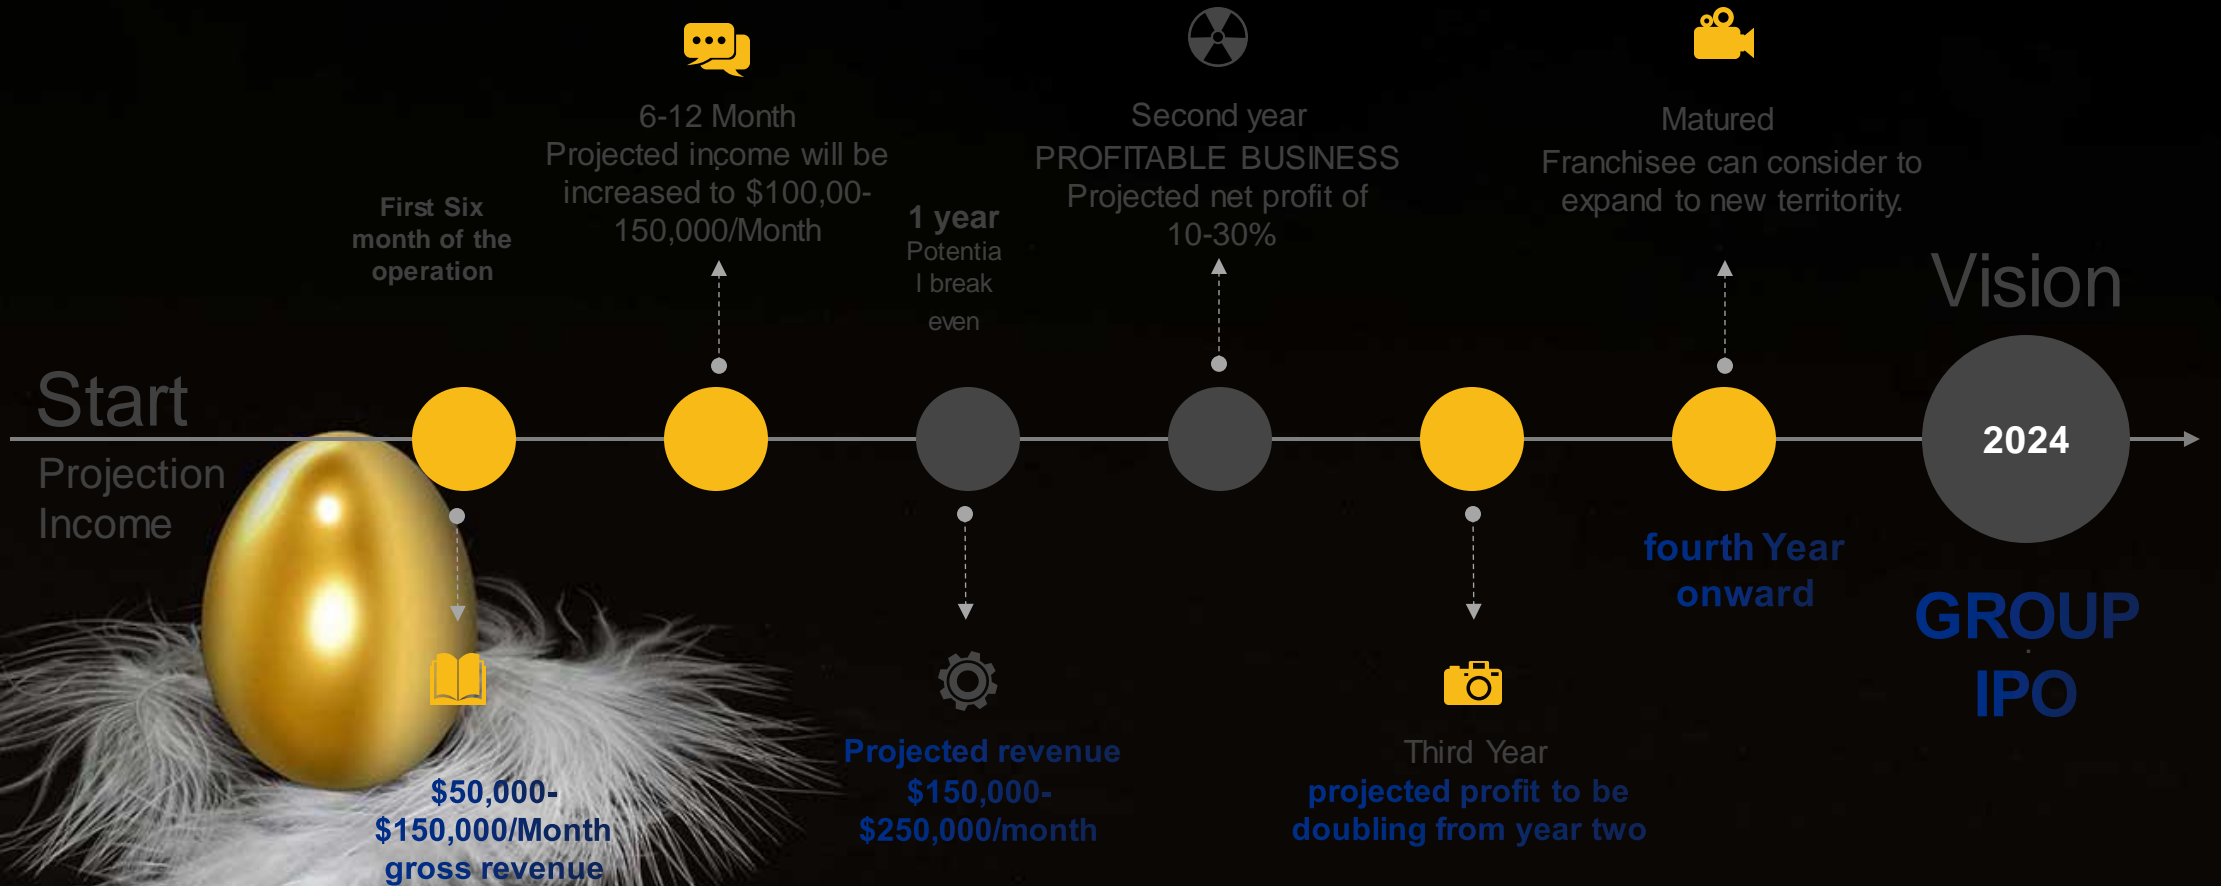 Start
Projection
Income
First Six
month of the
operation
$50,000-
$150,000/Month
gross revenue
6-12 Month
Projected income will be
increased to $100,00-
150,000/Month
1 year
Potentia
l break
even
Projected revenue
$150,000-
$250,000/month
Second year
PROFITABLE BUSINESS
Projected net profit of
10-30%
Third Year
projected profit to be
doubling from year two
Matured
Franchisee can consider to
expand to new territority.
fourth Year
onward
Vision
2024
GROUP
IPO